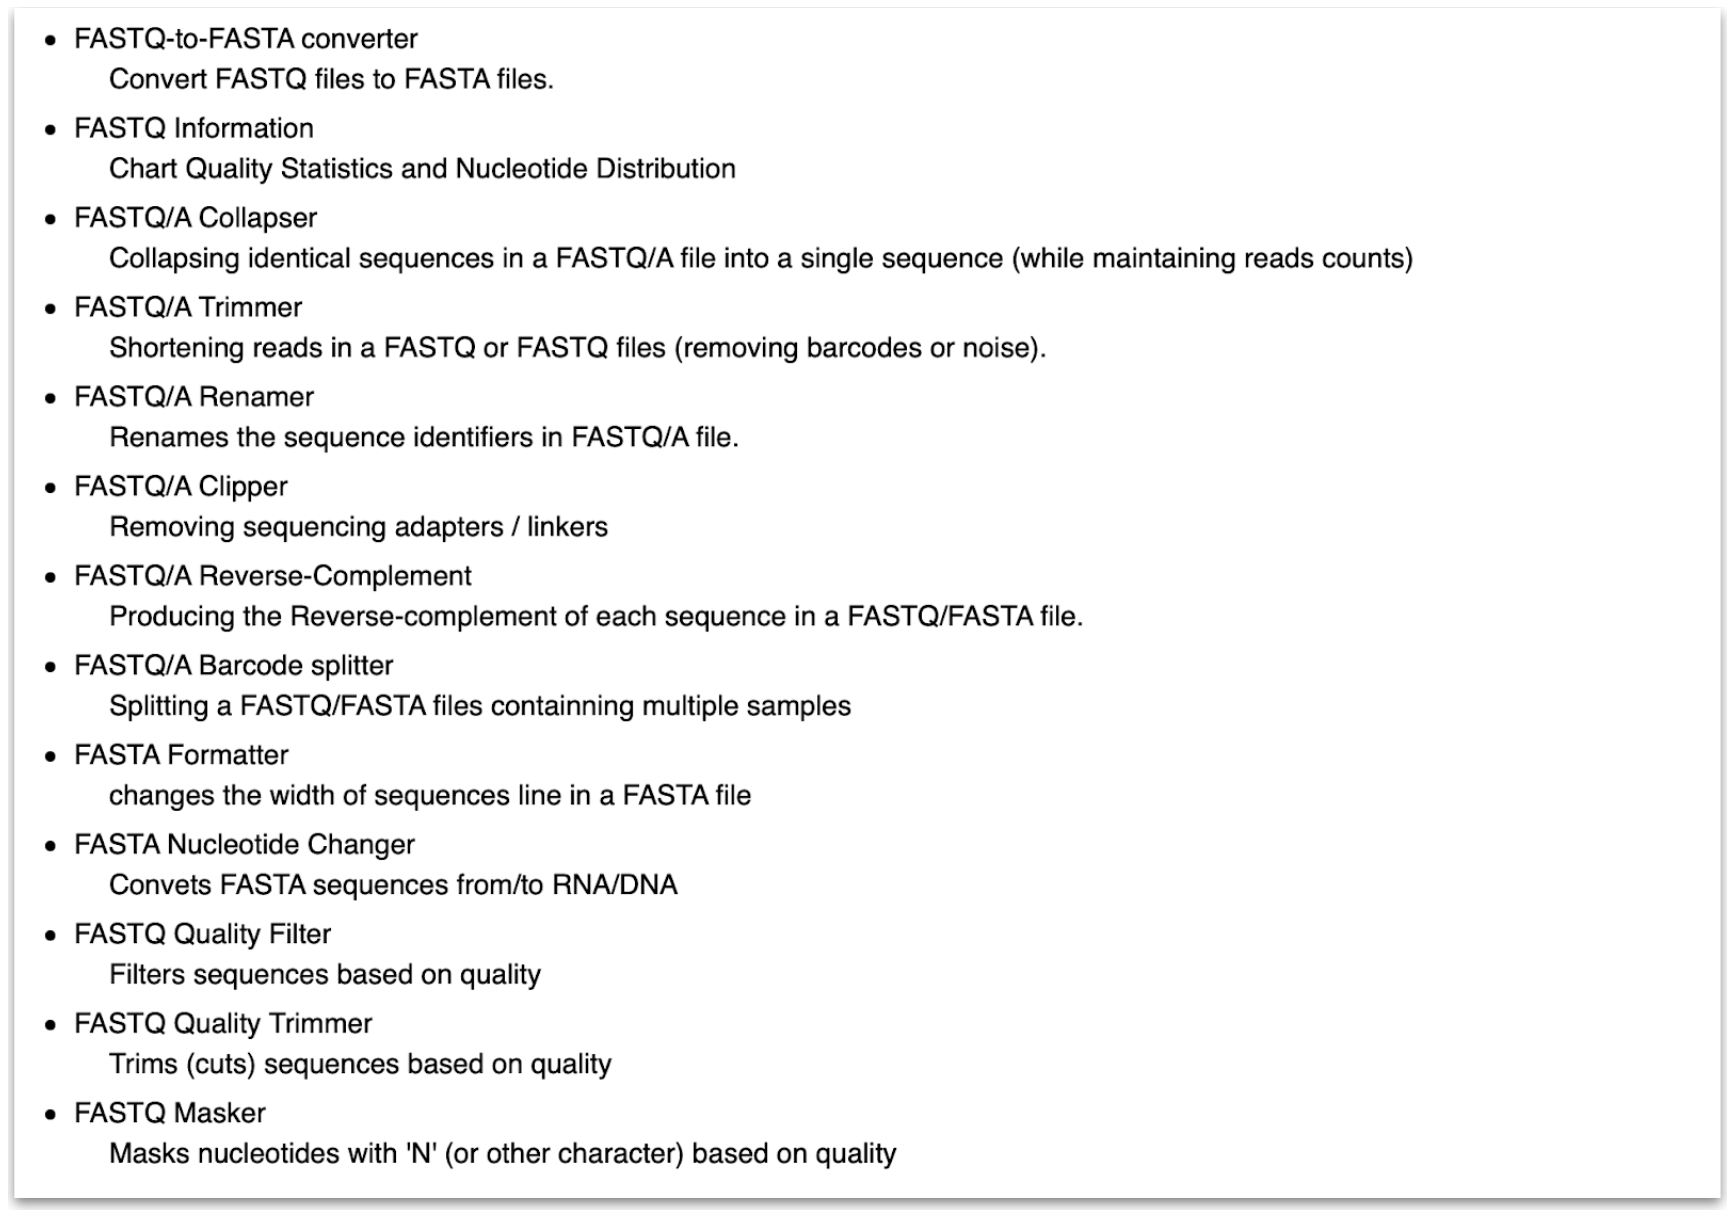 • FASTQ-to-FASTA converter
Convert FASTQ files to FASTA files.
• FASTQ Information
Chart Quality Statistics and Nucleotide Distribution
• FASTQ/A Collapser
Collapsing identical sequences in a FASTQ/A file into a single sequence (while maintaining reads counts)
• FASTQ/A Trimmer
Shortening reads in a FASTQ or FASTQ files (removing barcodes or noise).
• FASTQ/A Renamer
Renames the sequence identifiers in FASTQ/A file.
• FASTQ/A Clipper
Removing sequencing adapters / linkers
• FASTQ/A Reverse-Complement
Producing the Reverse-complement of each sequence in a FASTQ/FASTA file.
• FASTQ/A Barcode splitter
Splitting a FASTQ/FASTA files containning multiple samples
• FASTA Formatter
changes the width of sequences line in a FASTA file
• FASTA Nucleotide Changer
Convets FASTA sequences from/to RNA/DNA
• FASTQ Quality Filter
Filters sequences based on quality
• FASTQ Quality Trimmer
Trims (cuts) sequences based on quality
• FASTQ Masker
Masks nucleotides with 'N' (or other character) based on quality